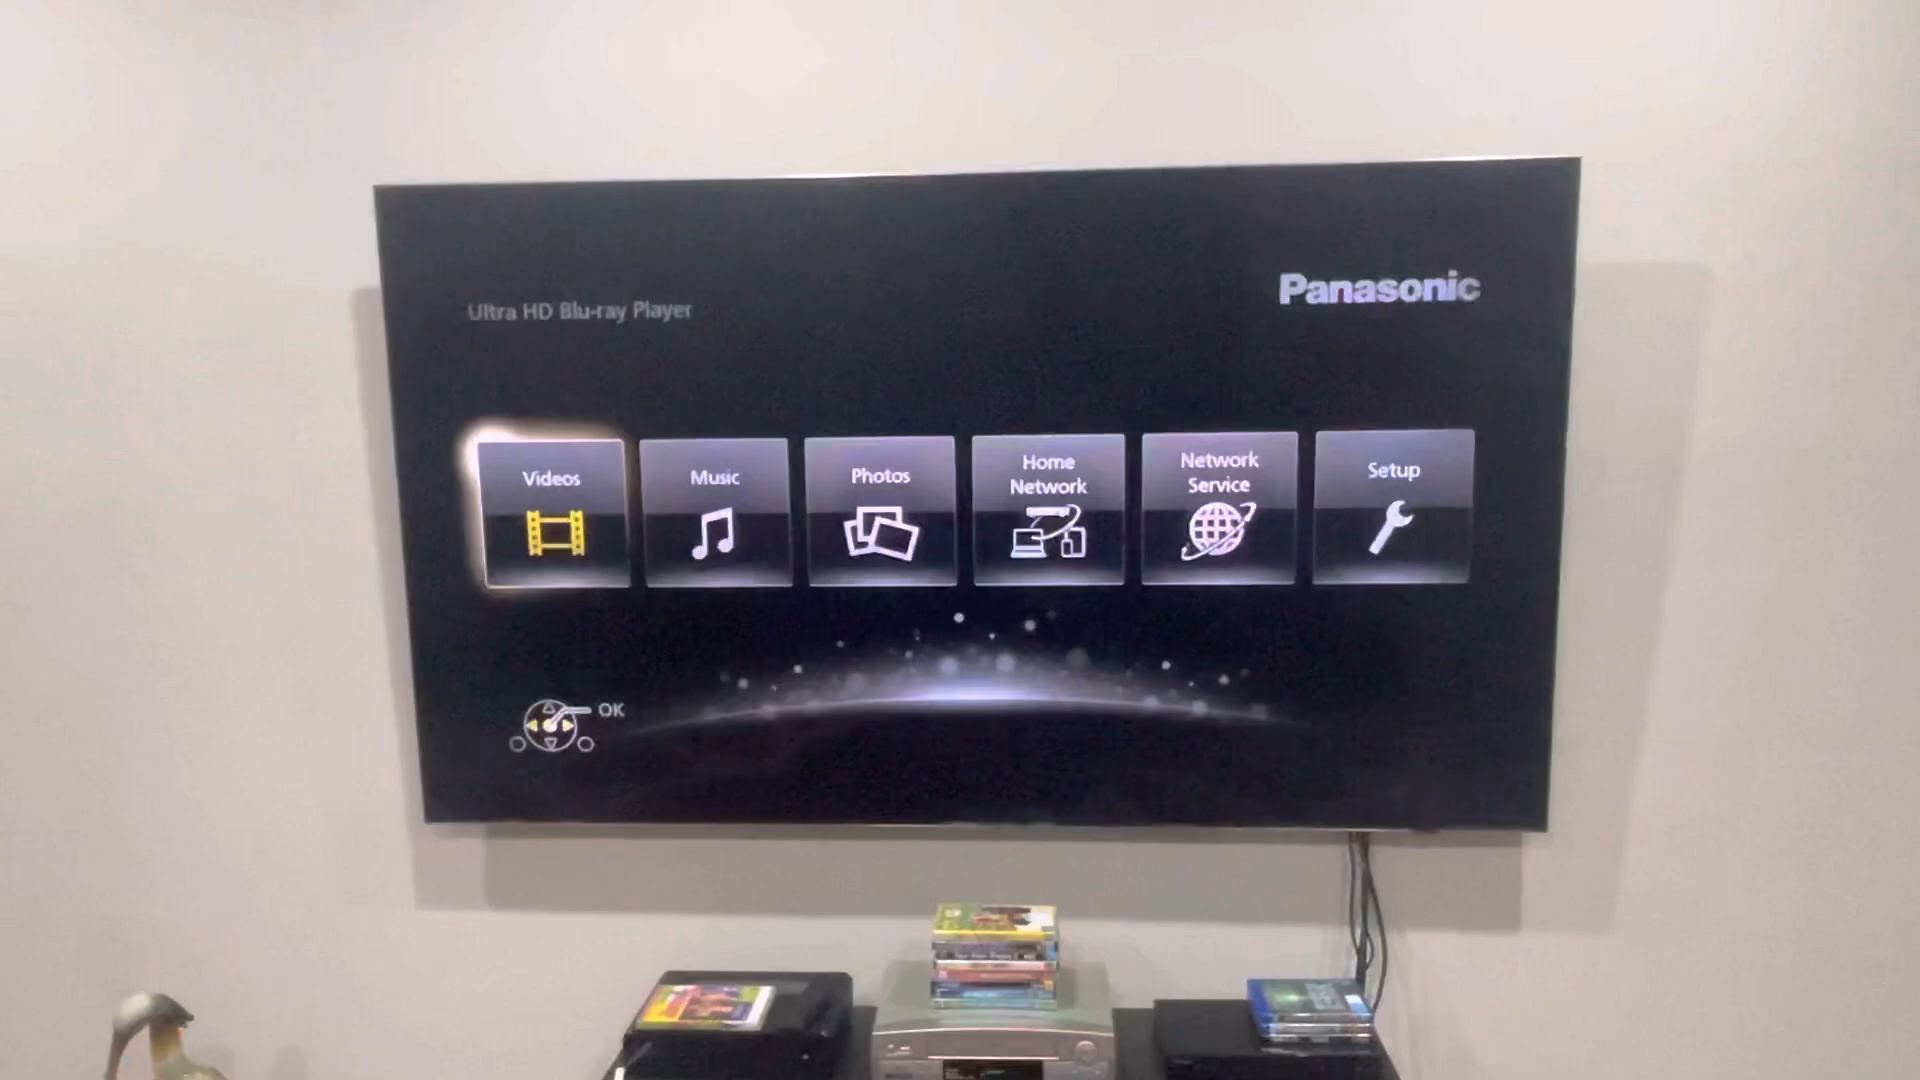 Panasonic
Ultra HD Blu-ray Player
Videos
Music
Photos
Home
Network
Network
Service
Setup
OK